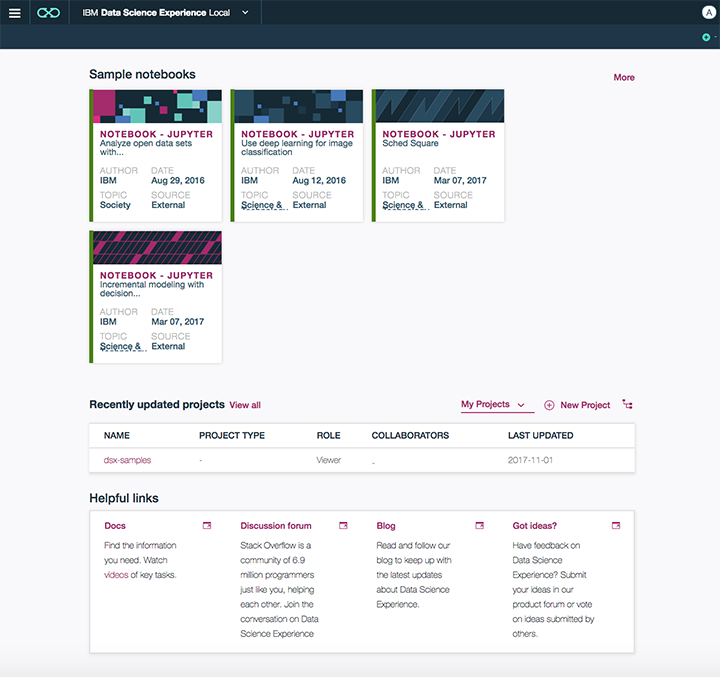 IBM Data Science Experience Local
A
Sample notebooks
More
NOTEBOOK - JUPYTER
Analyze open data sets
with...
AUTHOR DATE
IBM Aug 29, 2016
TOPIC SOURCE
Society External
NOTEBOOK - JUPYTER
Use deep learning for image
classification
AUTHOR DATE
IBM Aug 12, 2016
TOPIC SOURCE
Science & External
NOTEBOOK - JUPYTER
Sched Square
AUTHOR DATE
IBM Mar 07, 2017
TOPIC SOURCE
Science & External
NOTEBOOK - JUPYTER
Incremental modeling with
decision...
AUTHOR DATE
IBM Mar 07, 2017
TOPIC SOURCE
Science & External
Recently updated projects View all
My Projects New Project
NAME PROJECT TYPE ROLE COLLABORATORS LAST UPDATED
dsx-samples - Viewer - 2017-11-01
Helpful links
Docs
Find the information
you need. Watch
videos of key tasks.
Discussion forum
Stack Overflow is a
community of 6.9
million programmers
just like you, helping
each other. Join the
conversation on Data
Science Experience
Blog
Read and follow our
blog to keep up with
the latest updates
about Data Science
Experience.
Got ideas?
Have feedback on
Data Science
Experience? Submit
your ideas in our
product forum or vote
on ideas submitted by
others.